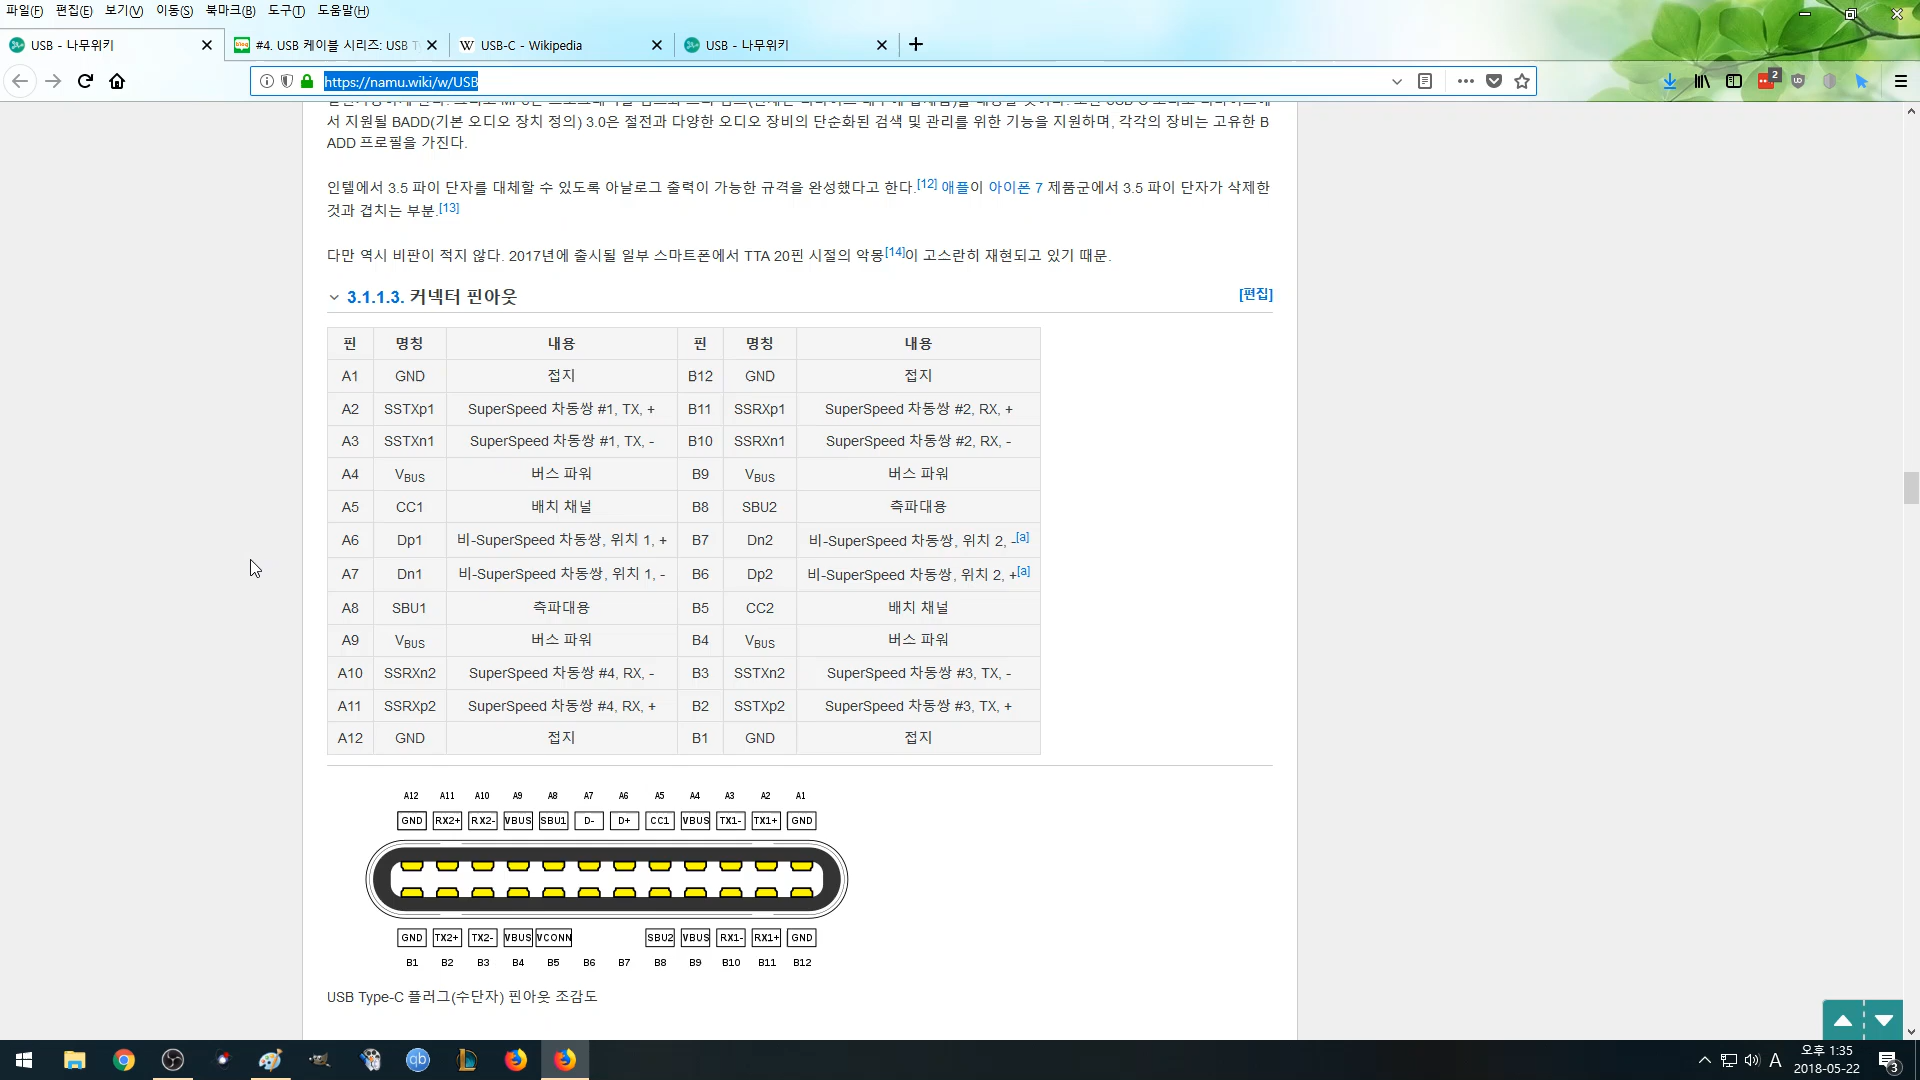 파일(F) 편집(E) 보기(V) 이동(S) 북마크(B) 도구(T) 도움말(H)
USB - 나무위키 #4. USB 케이블 시리즈: USB T USB-C - Wikipedia USB - 나무위키
https://namu.wiki/w/USB 2
서 지원될 BADD(기본 오디오 장치 정의) 3.0은 절전과 다양한 오디오 장비의 단순화된 검색 및 관리를 위한 기능을 지원하며, 각각의 장비는 고유한 B
ADD 프로필을 가진다.
인텔에서 3.5 파이 단자를 대체할 수 있도록 아날로그 출력이 가능한 규격을 완성했다고 한다.[12] 애플이 아이폰 7 제품군에서 3.5 파이 단자가 삭제한
것과 겹치는 부분.[13]
다만 역시 비판이 적지 않다. 2017년에 출시될 일부 스마트폰에서 TTA 20핀 시절의 악몽[14]이 고스란히 재현되고 있기 때문.
3.1.1.3. 커넥터 핀아웃 [편집]
핀 명칭 내용 핀 명칭 내용
A1 GND 접지 B12 GND 접지
A2 SSTXp1 SuperSpeed 차동쌍 #1, TX, + B11 SSRXp1 SuperSpeed 차동쌍 #2, RX, +
A3 SSTXn1 SuperSpeed 차동쌍 #1, TX, - B10 SSRXn1 SuperSpeed 차동쌍 #2, RX, -
A4 VBUS 버스 파워 B9 VBUS 버스 파워
A5 CC1 배치 채널 B8 SBU2 측파대용
A6 Dp1 비-SuperSpeed 차동쌍, 위치 1, + B7 Dn2 비-SuperSpeed 차동쌍, 위치 2, -[a]
A7 Dn1 비-SuperSpeed 차동쌍, 위치 1, - B6 Dp2 비-SuperSpeed 차동쌍, 위치 2, +[a]
A8 SBU1 측파대용 B5 CC2 배치 채널
A9 VBUS 버스 파워 B4 VBUS 버스 파워
A10 SSRXn2 SuperSpeed 차동쌍 #4, RX, - B3 SSTXn2 SuperSpeed 차동쌍 #3, TX, -
A11 SSRXp2 SuperSpeed 차동쌍 #4, RX, + B2 SSTXp2 SuperSpeed 차동쌍 #3, TX, +
A12 GND 접지 B1 GND 접지
A12 A11 A10 A9 A8 A7 A6 A5 A4 A3 A2 A1
GND RX2+ RX2- VBUS SBU1 D- D+ CC1 VBUS TX1- TX1+ GND
GND TX2+ TX2- VBUS VCONN SBU2 VBUS RX1- RX1+ GND
B1 B2 B3 B4 B5 B6 B7 B8 B9 B10 B11 B12
USB Type-C 플러그(수단자) 핀아웃 조감도
A 오후 1:35
2018-05-22 3